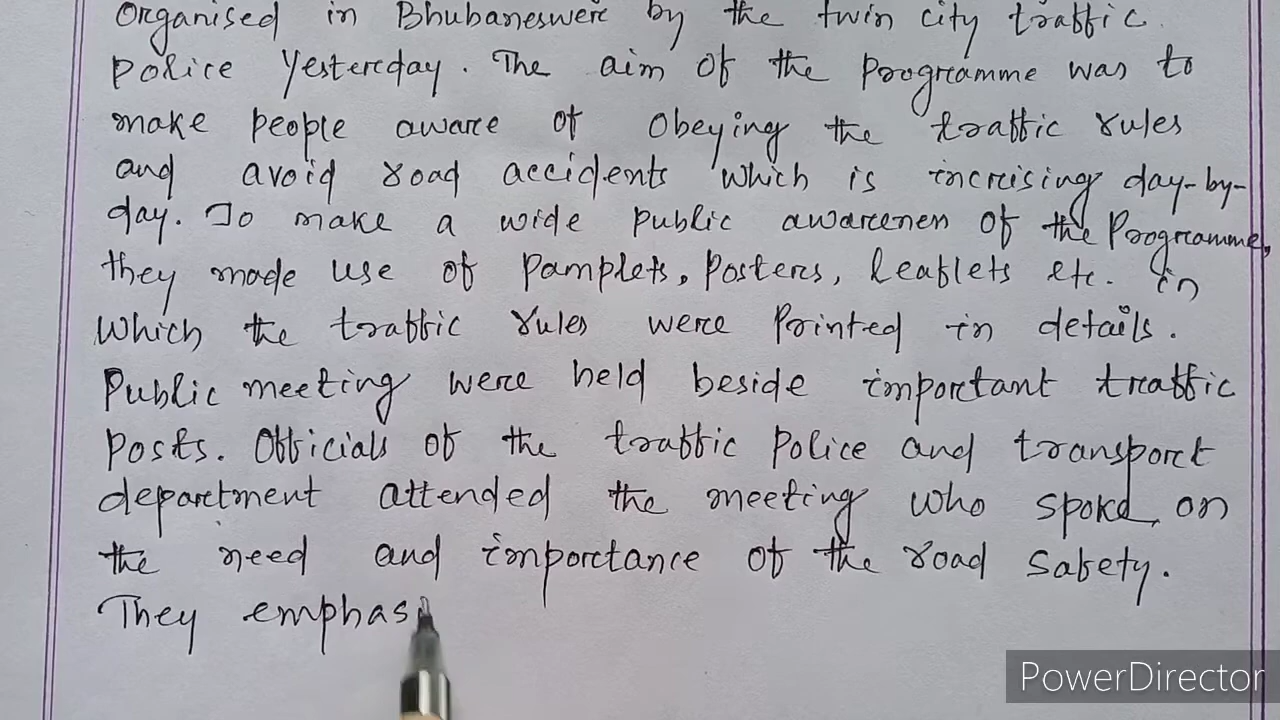 Organised in Bhubaneswer by the twin city traffic
police yesterday. The aim of the programme was to
make people aware of obeying the traffic rules
and avoid road accidents which is incrising day-by-
day. To make a wide public awarenen of the programme,
they made use of pamplets, posters, leaflets etc. in
which the traffic rules were printed in details.
Public meeting were held beside important traffic
posts. Officials of the traffic police and transport
department attended the meeting who spoke on
the need and importance of the road safety.
They emphas
PowerDirector